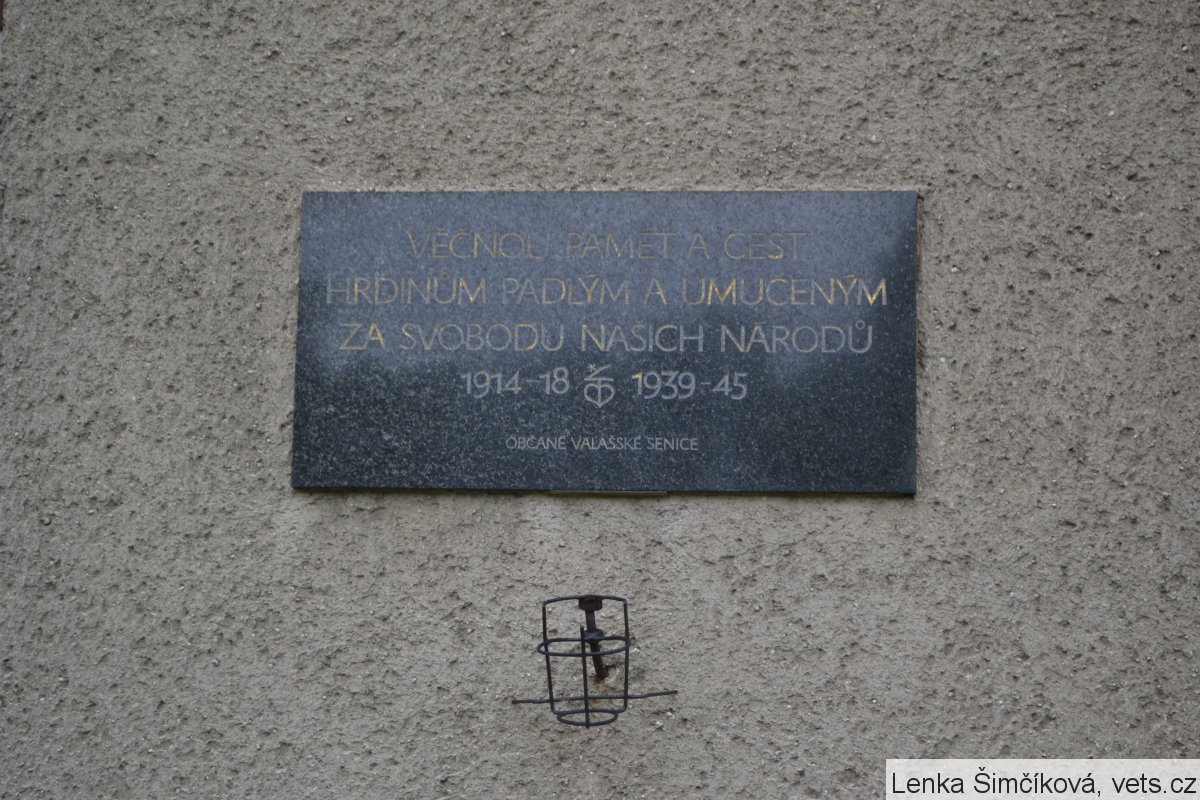 VĚČNOU PAMĚŤ A ČEST
HRDINŮM PADLÝM A UMUČENÝM
ZA SVOBODU NAŠICH NÁRODŮ
1914-18 1939-45
OBČANÉ VALAŠSKÉ SENICE
Lenka Šimčíková, vets.cz